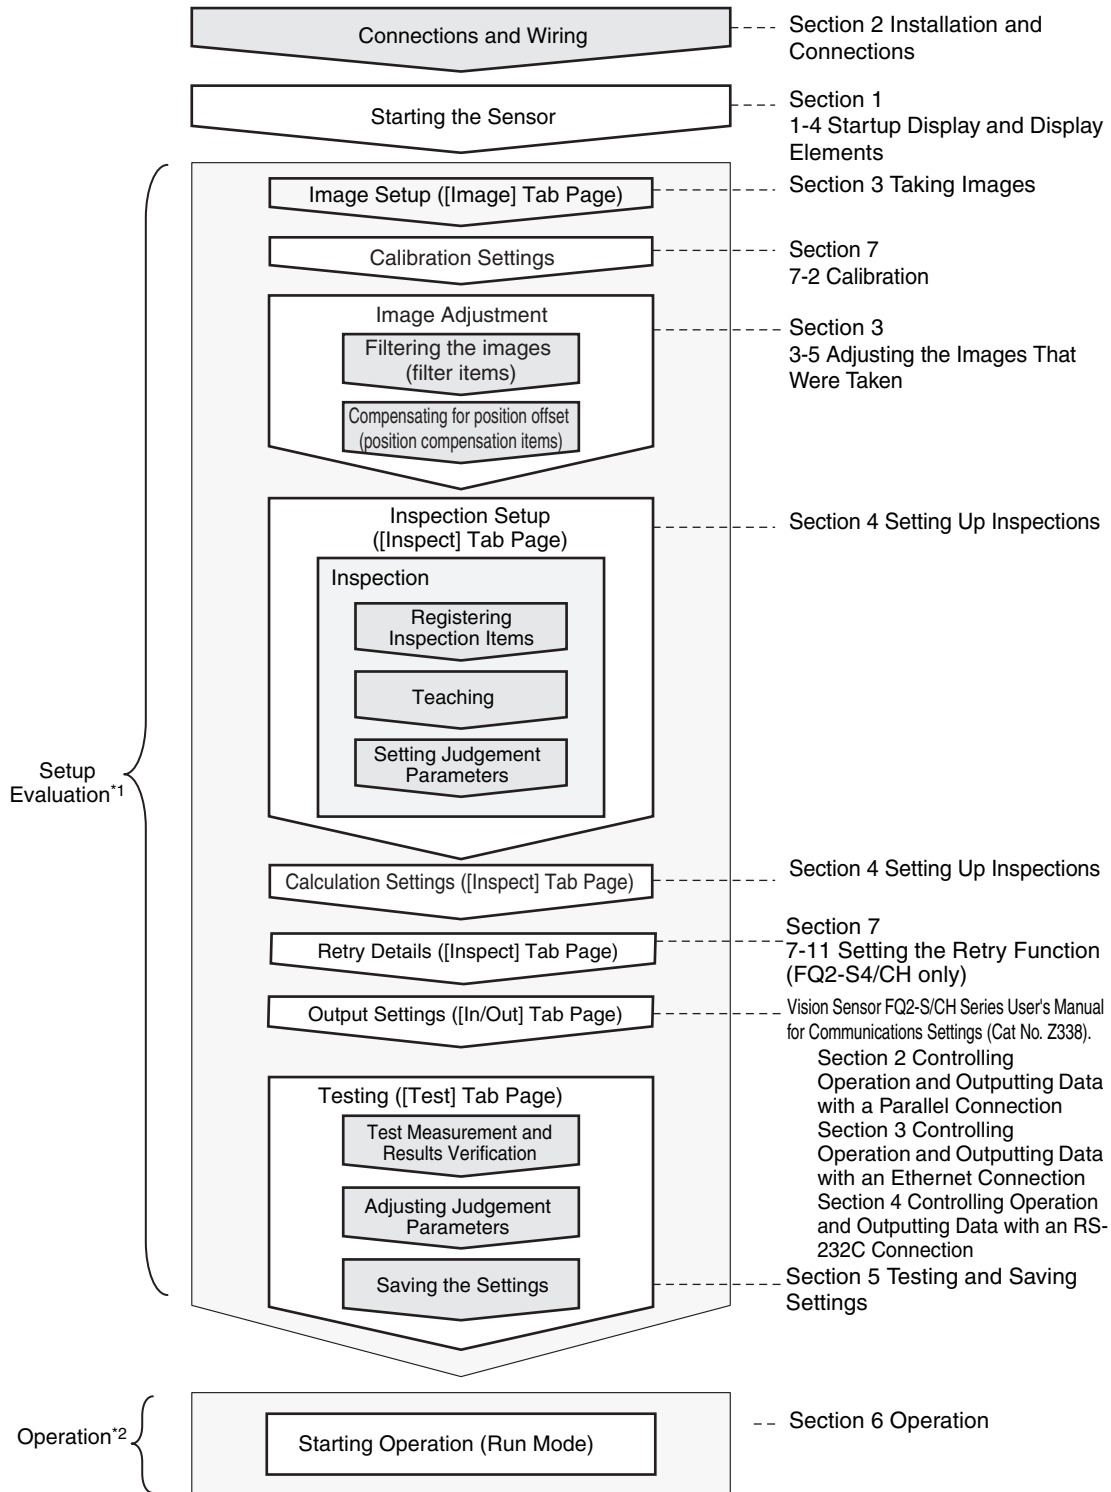 Connections and Wiring
Section 2 Installation and
Connections
Starting the Sensor
Section 1
1-4 Startup Display and Display
Elements
Image Setup ([Image] Tab Page)
Section 3 Taking Images
Calibration Settings
Section 7
7-2 Calibration
Image Adjustment
Filtering the images
(filter items)
Compensating for position offset
(position compensation items)
Section 3
3-5 Adjusting the Images That
Were Taken
Inspection Setup
([Inspect] Tab Page)
Section 4 Setting Up Inspections
Inspection
Registering
Inspection Items
Teaching
Setting Judgement
Parameters
Setup
Evaluation*1
Calculation Settings ([Inspect] Tab Page)
Section 4 Setting Up Inspections
Retry Details ([Inspect] Tab Page)
Section 7
7-11 Setting the Retry Function
(FQ2-S4/CH only)
Output Settings ([In/Out] Tab Page)
Vision Sensor FQ2-S/CH Series User's Manual
for Communications Settings (Cat No. Z338).
Section 2 Controlling
Operation and Outputting Data
with a Parallel Connection
Section 3 Controlling
Operation and Outputting Data
with an Ethernet Connection
Section 4 Controlling Operation
and Outputting Data with an RS-
232C Connection
Testing ([Test] Tab Page)
Test Measurement and
Results Verification
Adjusting Judgement
Parameters
Saving the Settings
Section 5 Testing and Saving
Settings
Operation*2
Starting Operation (Run Mode)
Section 6 Operation